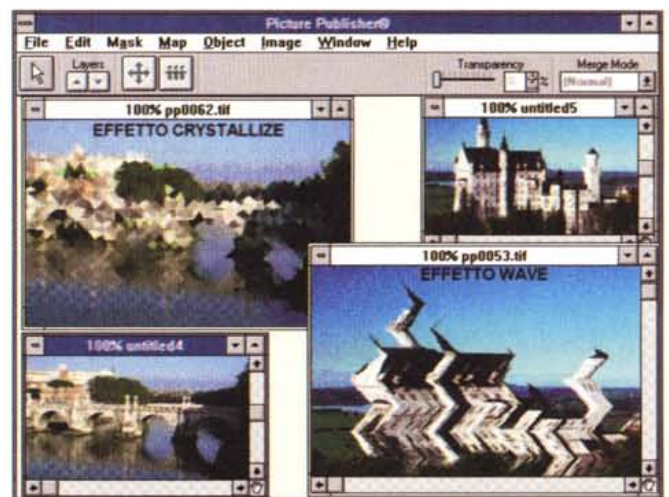 Picture Publisher®
File Edit Mask Map Object Image Window Help
Layers
Transparency
Merge Mode
%
(Normal)
100% pp0062.tif
EFFETTO CRYSTALLIZE
100% untitled5
100% pp0053.tif
EFFETTO WAVE
100% untitled4